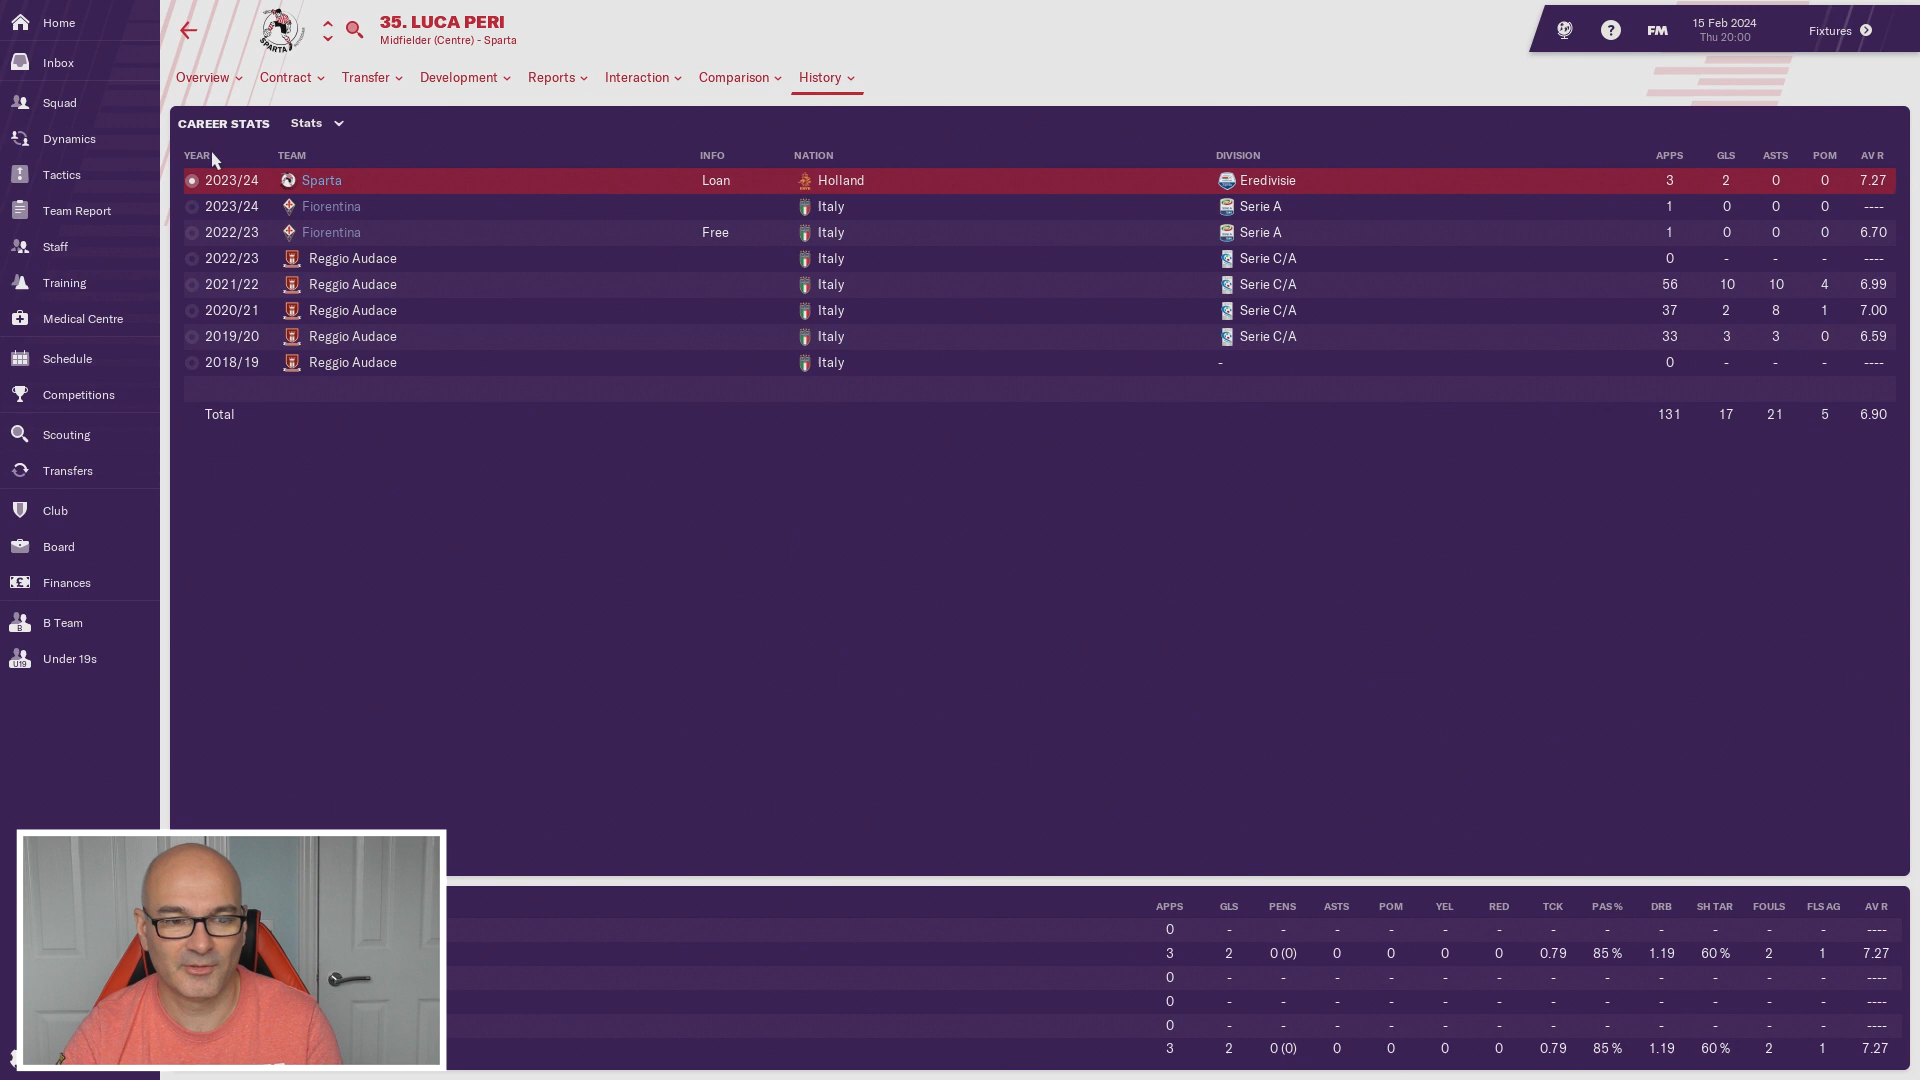 Home
Inbox
Squad
Dynamics
Tactics
Team Report
Staff
Training
Medical Centre
Schedule
Competitions
Scouting
Transfers
Club
Board
Finances
B
B Team
U19
Under 19s
SPARTA
35. LUCA PERI
Midfielder (Centre) - Sparta
?
FM
15 Feb 2024
Thu 20:00
Fixtures
Overview Contract Transfer Development Reports Interaction Comparison History
CAREER STATS Stats
YEAR TEAM INFO NATION DIVISION APPS GLS ASTS POM AV R
2023/24 Sparta Loan Holland Eredivisie 3 2 0 0 7.27
2023/24 Fiorentina Italy Serie A 1 0 0 0 ----
2022/23 Fiorentina Free Italy Serie A 1 0 0 0 6.70
2022/23 Reggio Audace Italy Serie C/A 0 - - - ----
2021/22 Reggio Audace Italy Serie C/A 56 10 10 4 6.99
2020/21 Reggio Audace Italy Serie C/A 37 2 8 1 7.00
2019/20 Reggio Audace Italy Serie C/A 33 3 3 0 6.59
2018/19 Reggio Audace Italy - 0 - - - ----
Total 131 17 21 5 6.90
APPS GLS PENS ASTS POM YEL RED TCK PAS % DRB SH TAR FOULS FLS AG AV R
0 - - - - - - - - - - - - ----
3 2 0 (0) 0 0 0 0 0.79 85 % 1.19 60 % 2 1 7.27
0 - - - - - - - - - - - - ----
0 - - - - - - - - - - - - ----
0 - - - - - - - - - - - - ----
3 2 0 (0) 0 0 0 0 0.79 85 % 1.19 60 % 2 1 7.27